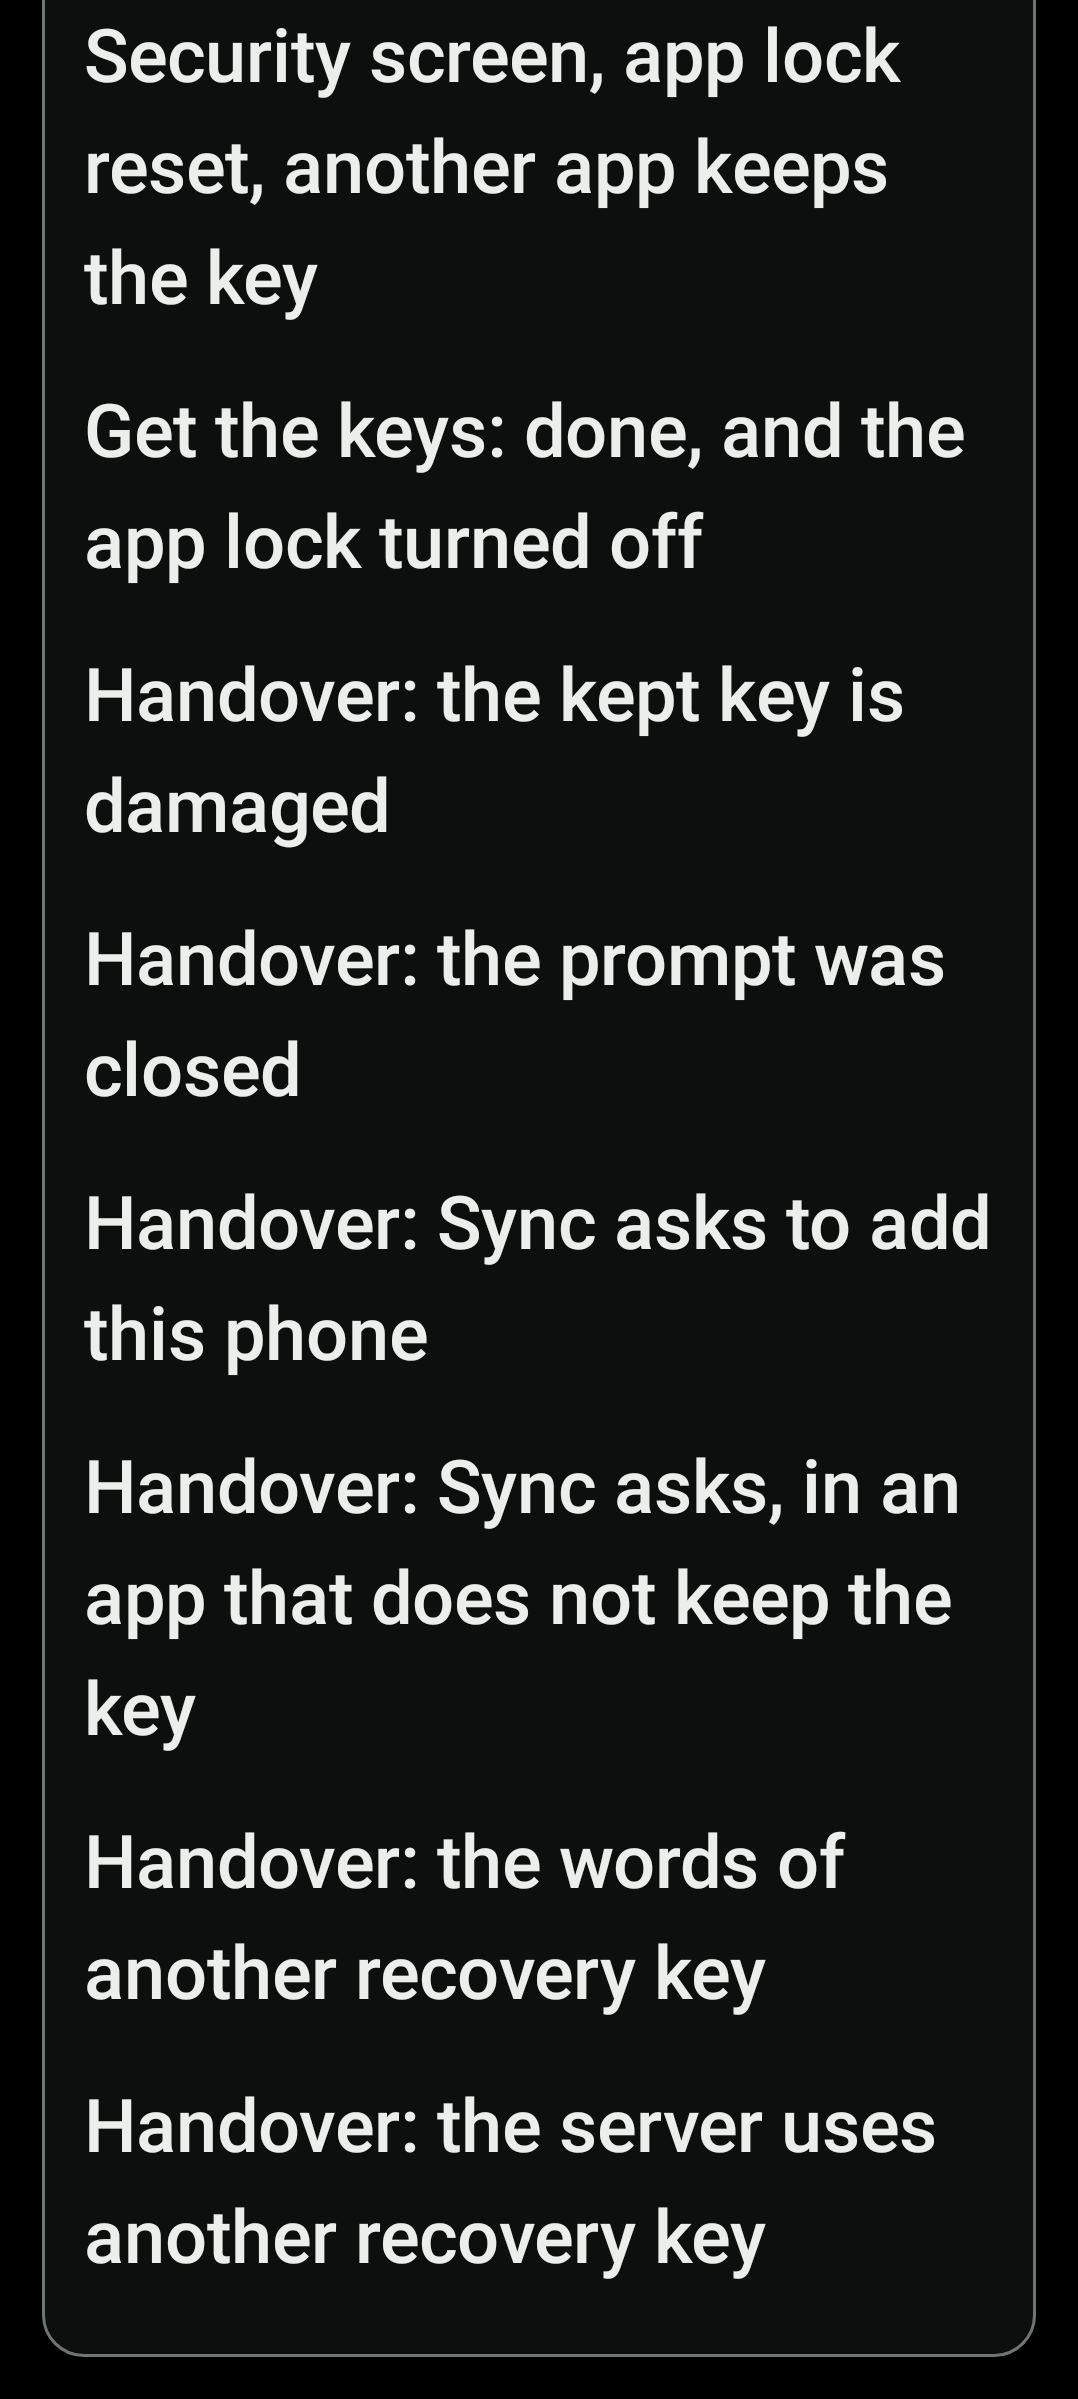 Security screen, app lock
reset, another app keeps
the key
Get the keys: done, and the
app lock turned off
Handover: the kept key is
damaged
Handover: the prompt was
closed
Handover: Sync asks to add
this phone
Handover: Sync asks, in an
app that does not keep the
key
Handover: the words of
another recovery key
Handover: the server uses
another recovery key